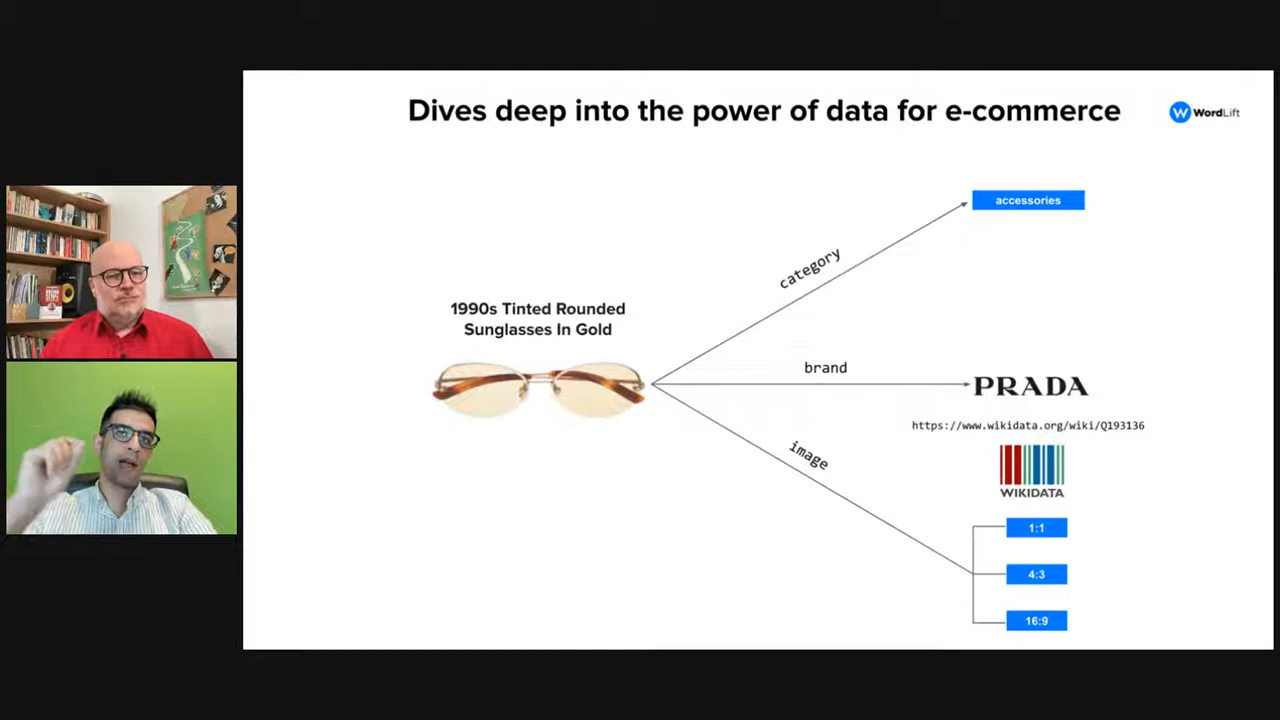 Dives deep into the power of data for e-commerce
W WordLift
accessories
category
1990s Tinted Rounded
Sunglasses In Gold
brand
PRADA
https://www.wikidata.org/wiki/Q193136
image
WIKIDATA
1:1
4:3
16:9